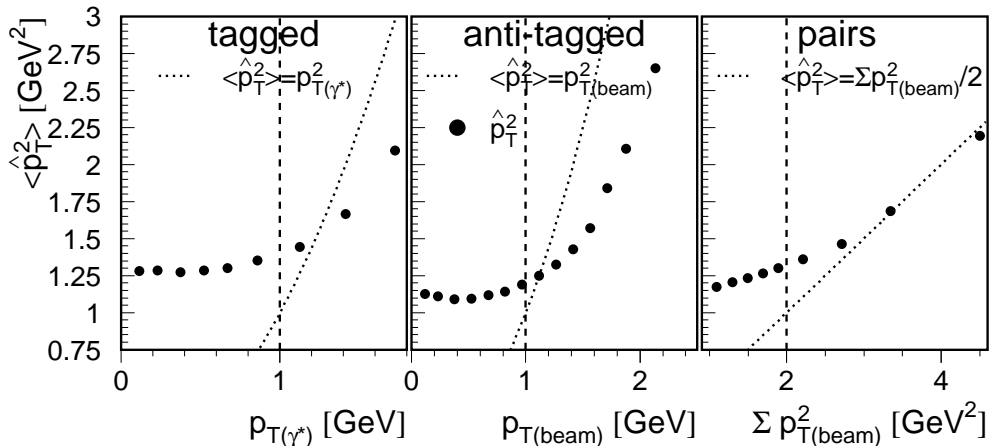 tagged
anti-tagged
pairs
<p̂²_T>=p²_T(γ*)
<p̂²_T>=p²_T(beam)
<p̂²_T>=Σp²_T(beam)/2
p̂²_T
<p̂²_T> [GeV²]
3
2.75
2.5
2.25
2
1.75
1.5
1.25
1
0.75
0 1
0 1 2
2 4
p_T(γ*) [GeV]
p_T(beam) [GeV]
Σ p²_T(beam) [GeV²]